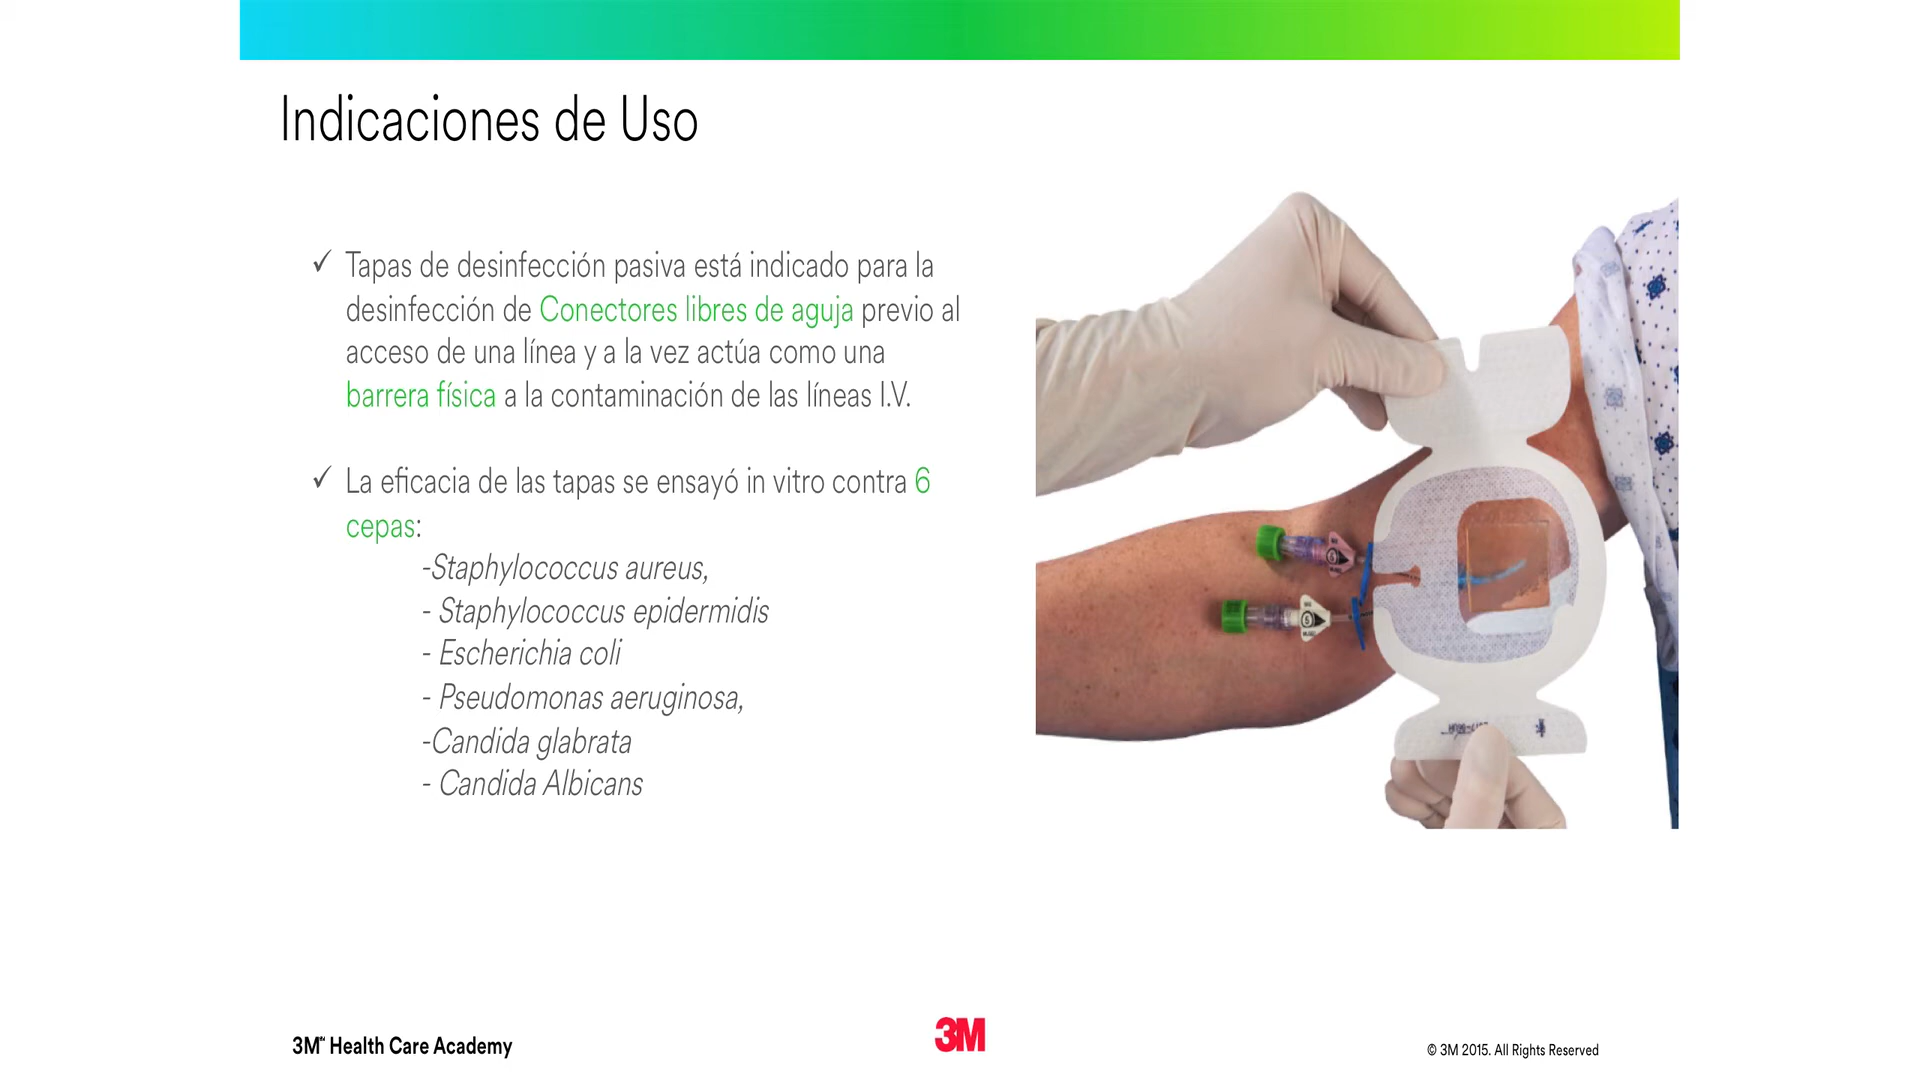 Indicaciones de Uso
✓ Tapas de desinfección pasiva está indicado para la
desinfección de Conectores libres de aguja previo al
acceso de una línea y a la vez actúa como una
barrera física a la contaminación de las líneas I.V.
✓ La eficacia de las tapas se ensayó in vitro contra 6
cepas:
-Staphylococcus aureus,
- Staphylococcus epidermidis
- Escherichia coli
- Pseudomonas aeruginosa,
-Candida glabrata
- Candida Albicans
3M™ Health Care Academy
3M
© 3M 2015. All Rights Reserved